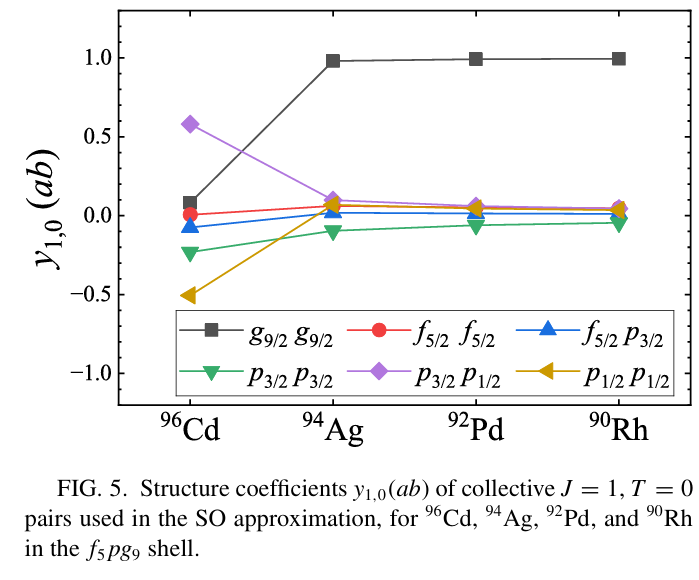 1.0
0.5
0.0
−0.5
−1.0
y₁,₀ (ab)
g₉/₂ g₉/₂ f₅/₂ f₅/₂ f₅/₂ p₃/₂
p₃/₂ p₃/₂ p₃/₂ p₁/₂ p₁/₂ p₁/₂
⁹⁶Cd ⁹⁴Ag ⁹²Pd ⁹⁰Rh
FIG. 5. Structure coefficients y₁,₀(ab) of collective J = 1, T = 0
pairs used in the SO approximation, for ⁹⁶Cd, ⁹⁴Ag, ⁹²Pd, and ⁹⁰Rh
in the f₅pg₉ shell.